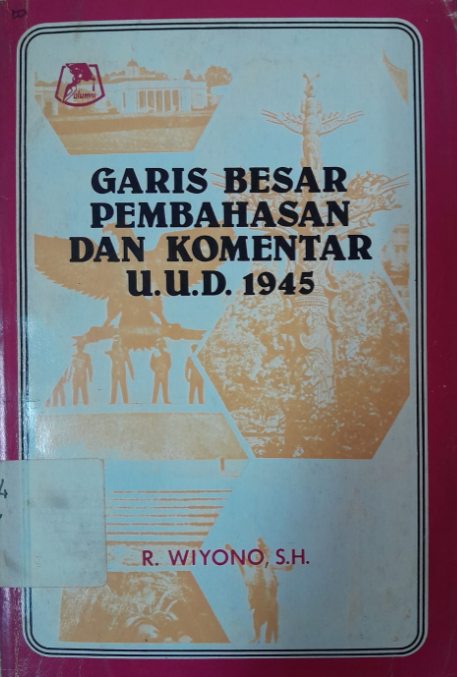 GARIS BESAR
PEMBAHASAN
DAN KOMENTAR
U.U.D. 1945
R. WIYONO, S.H.